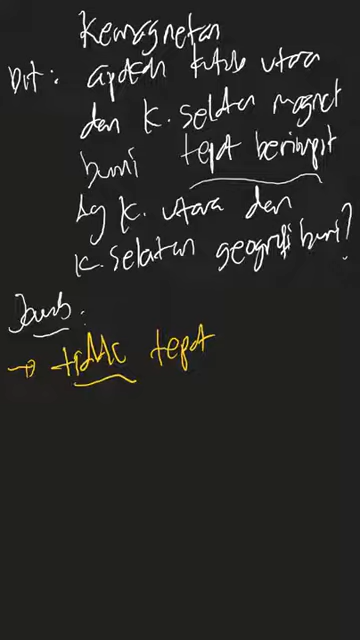 Kemagnetan
Dit: apakah kutub utara
dan K. selatan magnet
bumi tepat berimpit
dg K. utara dan
K. selatan geografi bumi?
Jawab:
→ tidak tepat